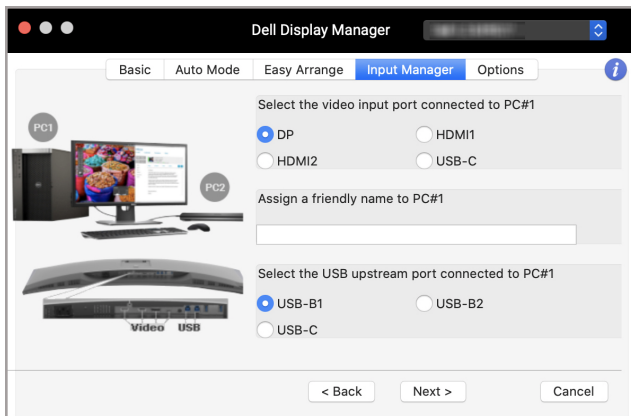 Dell Display Manager
Basic Auto Mode Easy Arrange Input Manager Options i
Select the video input port connected to PC#1
DP HDMI1
HDMI2 USB-C
PC1
PC2
Assign a friendly name to PC#1
Select the USB upstream port connected to PC#1
USB-B1 USB-B2
USB-C
Video USB
< Back Next > Cancel